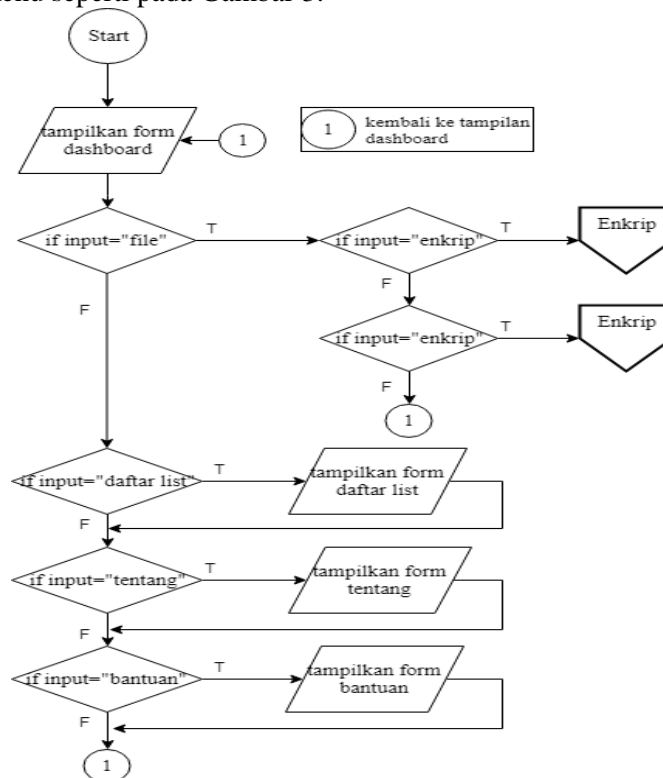 seperti pada Gambar 3.
Start
tampilkan form
dashboard
1
1
kembali ke tampilan
dashboard
if input="file"
T
if input="enkrip"
T
Enkrip
F
F
if input="enkrip"
T
Enkrip
F
1
if input="daftar list"
T
tampilkan form
daftar list
F
if input="tentang"
T
tampilkan form
tentang
F
if input="bantuan"
T
tampilkan form
bantuan
F
1